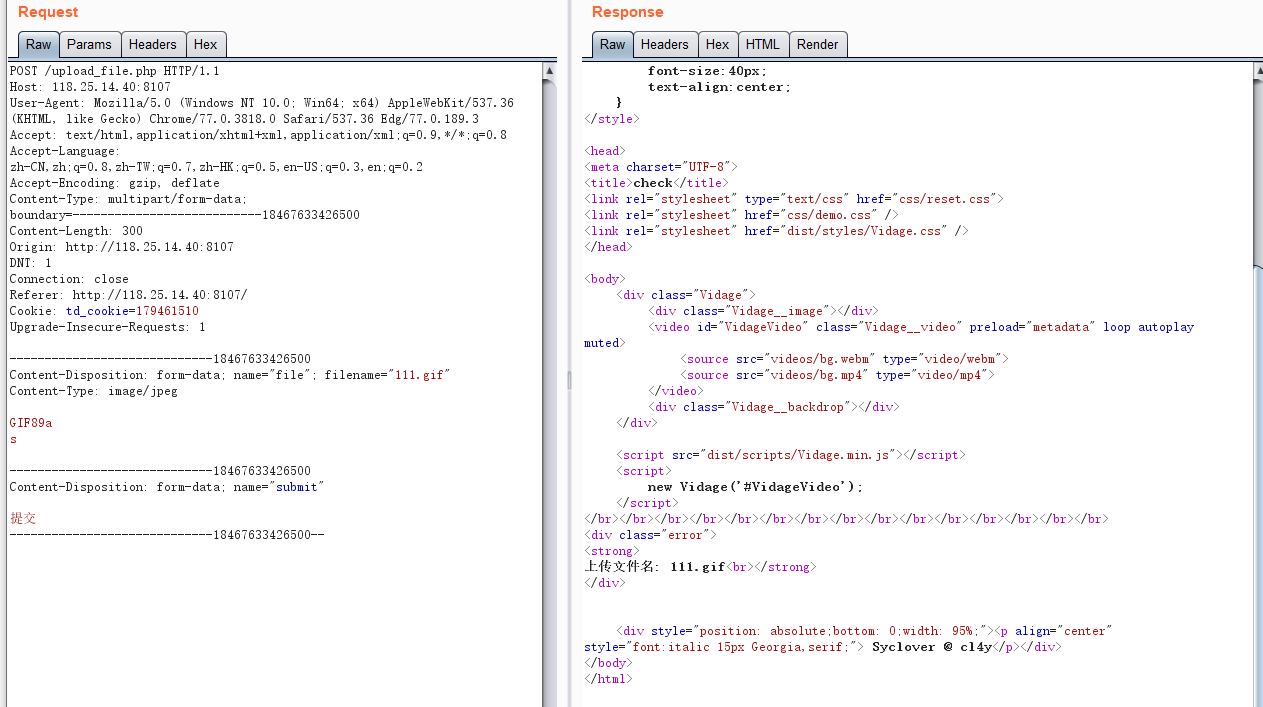 Request
Raw Params Headers Hex
POST /upload_file.php HTTP/1.1
Host: 118.25.14.40:8107
User-Agent: Mozilla/5.0 (Windows NT 10.0; Win64; x64) AppleWebKit/537.36
(KHTML, like Gecko) Chrome/77.0.3818.0 Safari/537.36 Edg/77.0.189.3
Accept: text/html,application/xhtml+xml,application/xml;q=0.9,*/*;q=0.8
Accept-Language:
zh-CN,zh;q=0.8,zh-TW;q=0.7,zh-HK;q=0.5,en-US;q=0.3,en;q=0.2
Accept-Encoding: gzip, deflate
Content-Type: multipart/form-data;
boundary=---------------------------18467633426500
Content-Length: 300
Origin: http://118.25.14.40:8107
DNT: 1
Connection: close
Referer: http://118.25.14.40:8107/
Cookie: td_cookie=179461510
Upgrade-Insecure-Requests: 1
-----------------------------18467633426500
Content-Disposition: form-data; name="file"; filename="111.gif"
Content-Type: image/jpeg
GIF89a
s
-----------------------------18467633426500
Content-Disposition: form-data; name="submit"
提交
-----------------------------18467633426500--
Response
Raw Headers Hex HTML Render
font-size:40px;
text-align:center;
}
</style>
<head>
<meta charset="UTF-8">
<title>check</title>
<link rel="stylesheet" type="text/css" href="css/reset.css">
<link rel="stylesheet" href="css/demo.css" />
<link rel="stylesheet" href="dist/styles/Vidage.css" />
</head>
<body>
<div class="Vidage">
<div class="Vidage__image"></div>
<video id="VidageVideo" class="Vidage__video" preload="metadata" loop autoplay
muted>
<source src="videos/bg.webm" type="video/webm">
<source src="videos/bg.mp4" type="video/mp4">
</video>
<div class="Vidage__backdrop"></div>
</div>
<script src="dist/scripts/Vidage.min.js"></script>
<script>
new Vidage('#VidageVideo');
</script>
</br></br></br></br></br></br></br></br></br></br></br></br></br></br></br>
<div class="error">
<strong>
上传文件名: 111.gif<br></strong>
</div>
<div style="position: absolute;bottom: 0;width: 95%;"><p align="center"
style="font:italic 15px Georgia,serif;"> Syclover @ cl4y</p></div>
</body>
</html>